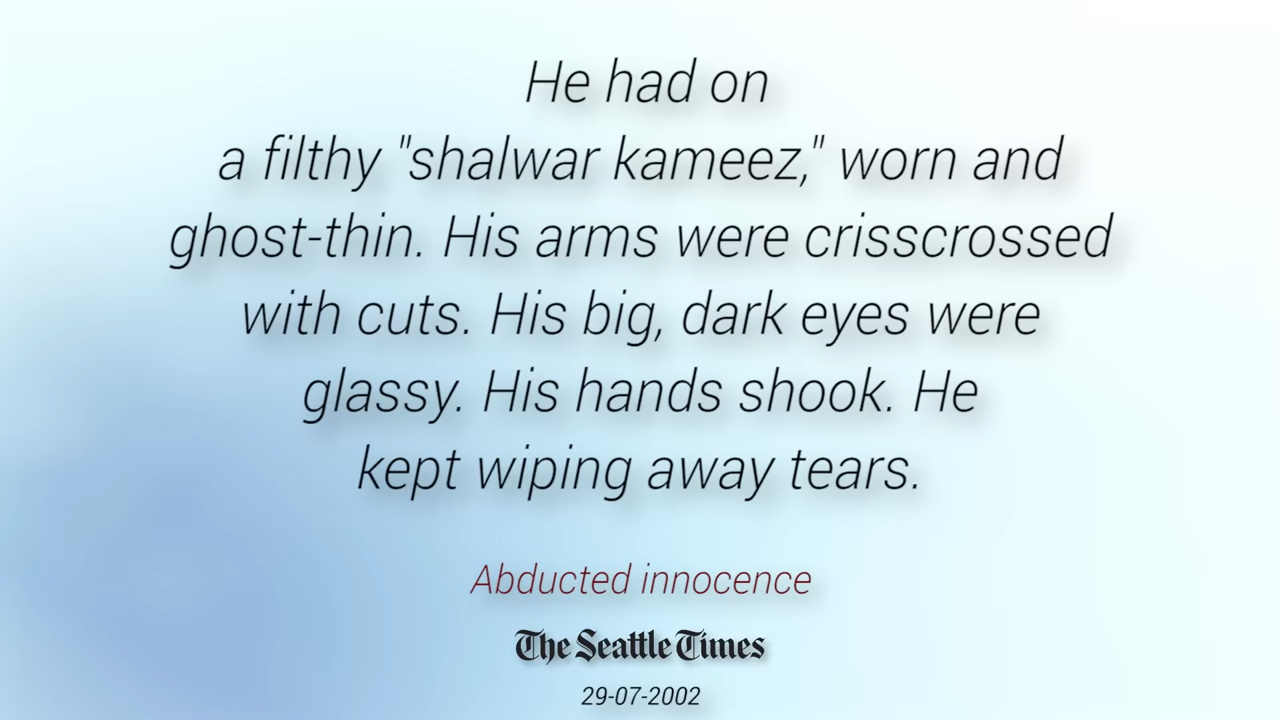 He had on
a filthy "shalwar kameez," worn and
ghost-thin. His arms were crisscrossed
with cuts. His big, dark eyes were
glassy. His hands shook. He
kept wiping away tears.
Abducted innocence
The Seattle Times
29-07-2002